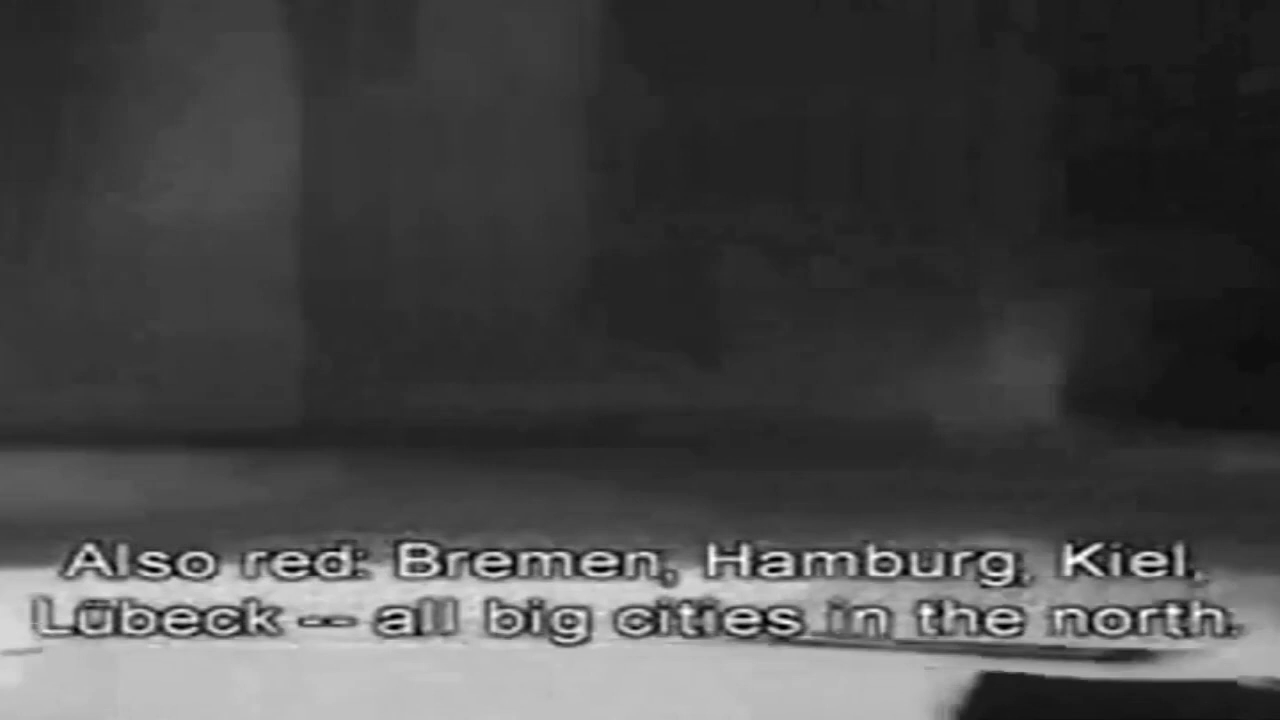 Also red: Bremen, Hamburg, Kiel,
Lübeck -- all big cities in the north.